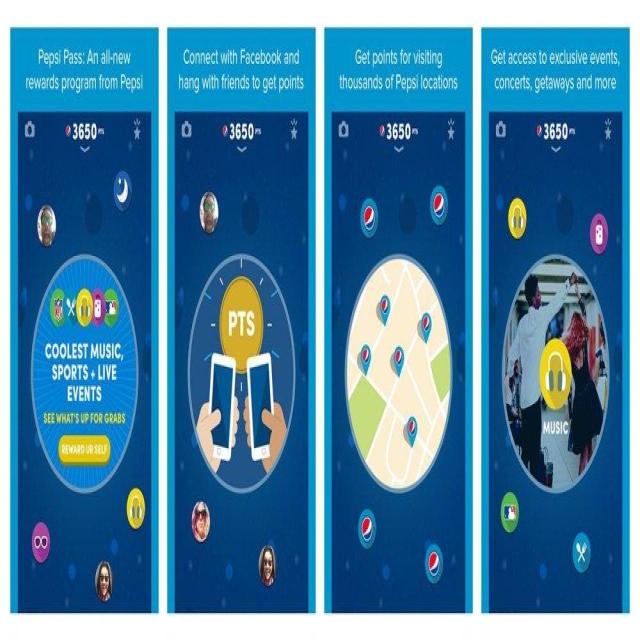 Pepsi Pass: An all-new
rewards program from Pepsi
3650 PTS
COOLEST MUSIC,
SPORTS + LIVE
EVENTS
SEE WHAT'S UP FOR GRABS
REWARD UR SELF
Connect with Facebook and
hang with friends to get points
3650 PTS
PTS
Get points for visiting
thousands of Pepsi locations
3650 PTS
Get access to exclusive events,
concerts, getaways and more
3650 PTS
MUSIC